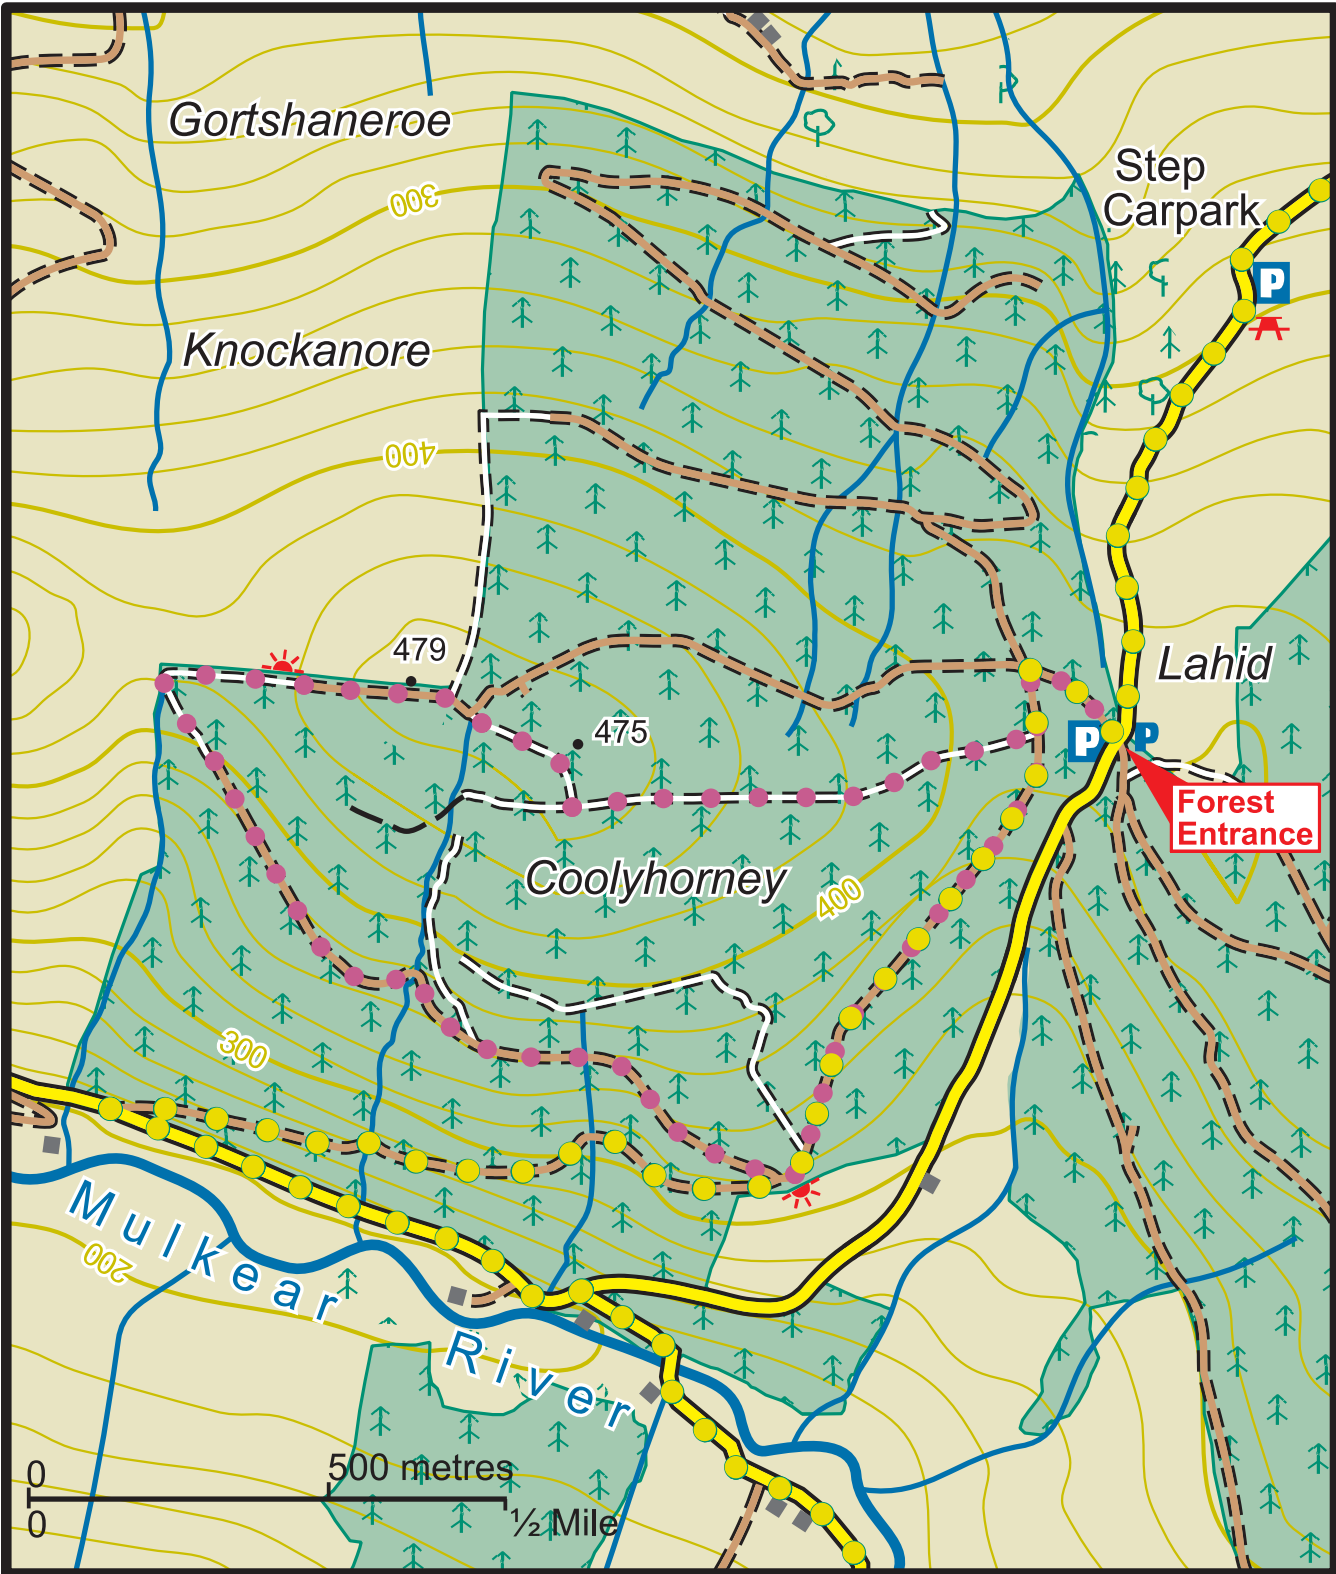 Gortshaneroe
Step
Carpark
300
P
Knockanore
400
479
Lahid
475
P P
Forest
Entrance
Coolyhorney
400
300
Mulkear
200
River
0 500 metres
0 ½ Mile